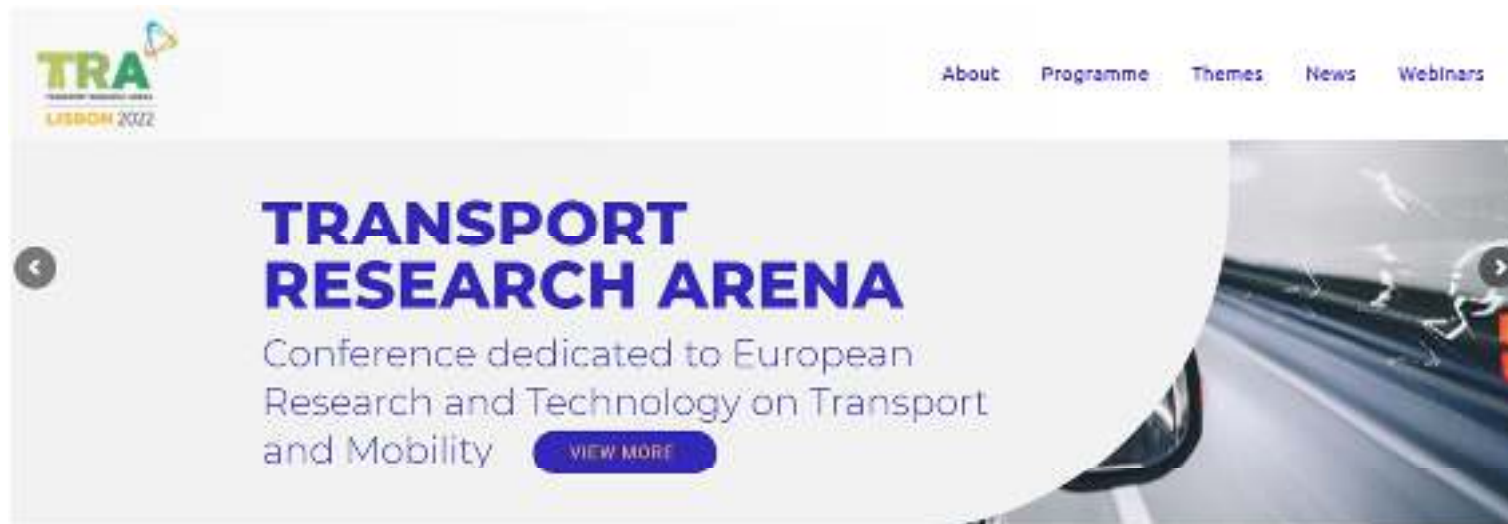 TRA
LISBON 2022
About Programme Themes News Webinars
TRANSPORT
RESEARCH ARENA
Conference dedicated to European
Research and Technology on Transport
and Mobility VIEW MORE